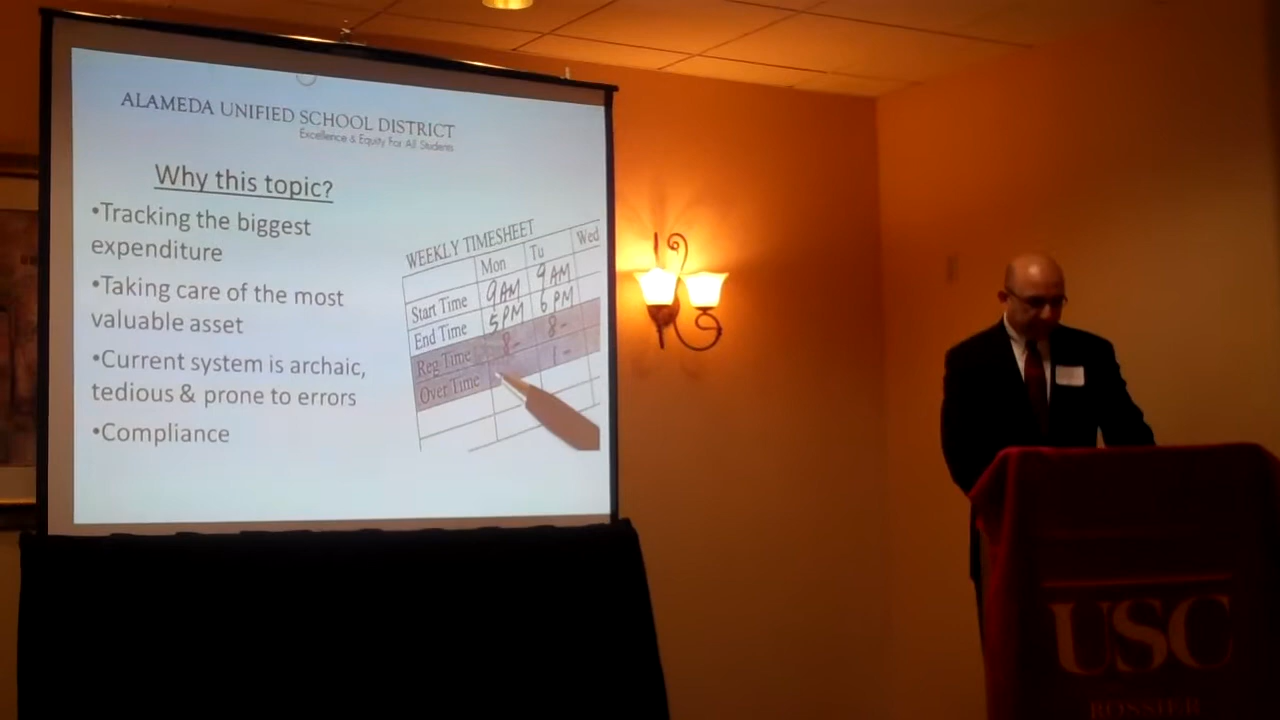 ALAMEDA UNIFIED SCHOOL DISTRICT
Excellence & Equity For All Students
Why this topic?
•Tracking the biggest
expenditure
•Taking care of the most
valuable asset
•Current system is archaic,
tedious & prone to errors
•Compliance
WEEKLY TIMESHEET
Mon Tu Wed
Start Time 9AM 9AM
End Time 5PM 6PM
Reg Time 8- 8-
Over Time 1-
USC
ROSSIER